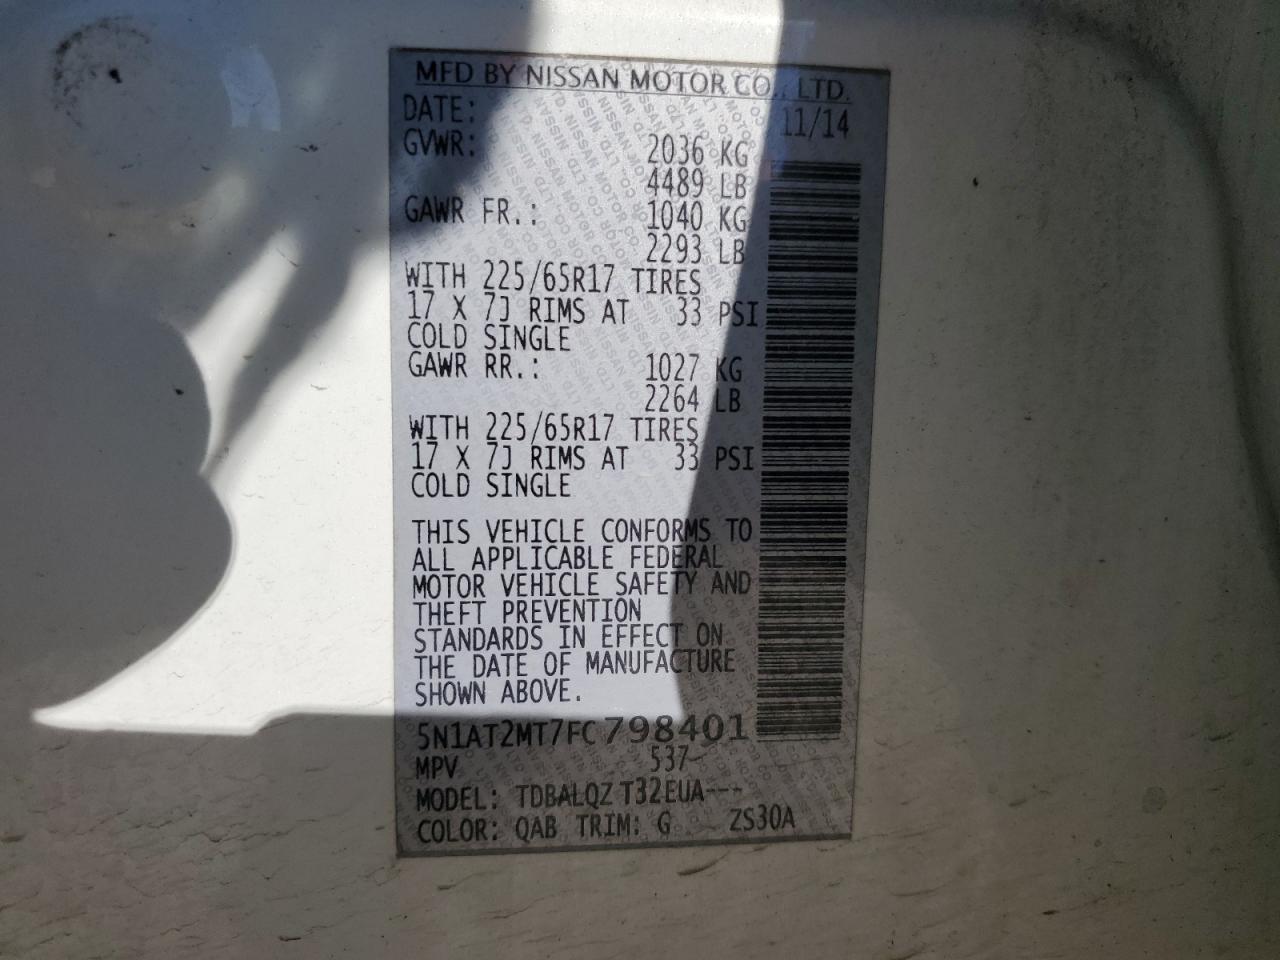 MFD BY NISSAN MOTOR CO., LTD.
DATE: 11/14
GVWR: 2036 KG
4489 LB
GAWR FR.: 1040 KG
2293 LB
WITH 225/65R17 TIRES
17 X 7J RIMS AT 33 PSI
COLD SINGLE
GAWR RR.: 1027 KG
2264 LB
WITH 225/65R17 TIRES
17 X 7J RIMS AT 33 PSI
COLD SINGLE
THIS VEHICLE CONFORMS TO
ALL APPLICABLE FEDERAL
MOTOR VEHICLE SAFETY AND
THEFT PREVENTION
STANDARDS IN EFFECT ON
THE DATE OF MANUFACTURE
SHOWN ABOVE.
5N1AT2MT7FC798401
MPV 537-
MODEL: TDBALQZ T32EUA---
COLOR: QAB TRIM: G ZS30A